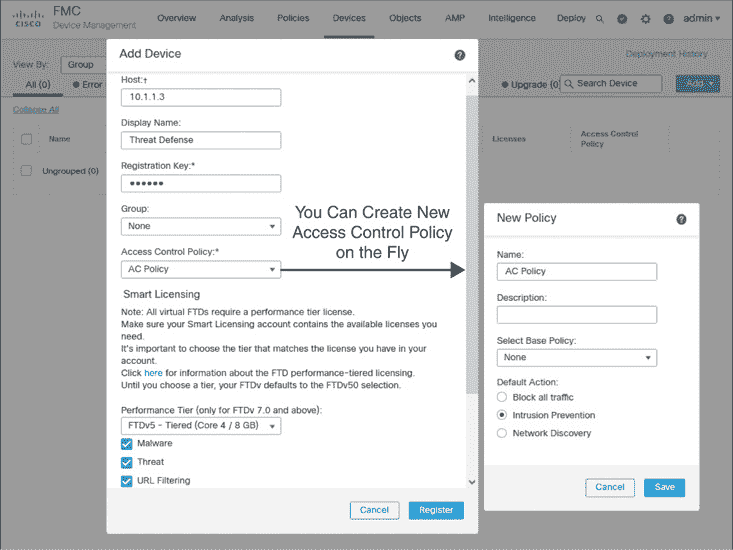 CISCO
FMC
Device Management
Overview
Analysis
Policies
Devices
Objects
AMP
Intelligence
Deploy
admin
Deployment History
View By:
Group
All (0)
Error
Upgrade (0)
Search Device
Add
Collapse All
Name
Licenses
Access Control
Policy
Ungrouped (0)
Add Device
Host:†
10.1.1.3
Display Name:
Threat Defense
Registration Key:*
Group:
None
Access Control Policy:*
AC Policy
Smart Licensing
Note: All virtual FTDs require a performance tier license.
Make sure your Smart Licensing account contains the available licenses you
need.
It's important to choose the tier that matches the license you have in your
account.
Click here for information about the FTD performance-tiered licensing.
Until you choose a tier, your FTDv defaults to the FTDv50 selection.
Performance Tier (only for FTDv 7.0 and above):
FTDv5 - Tiered (Core 4 / 8 GB)
Malware
Threat
URL Filtering
Cancel
Register
You Can Create New
Access Control Policy
on the Fly
New Policy
Name:
AC Policy
Description:
Select Base Policy:
None
Default Action:
Block all traffic
Intrusion Prevention
Network Discovery
Cancel
Save